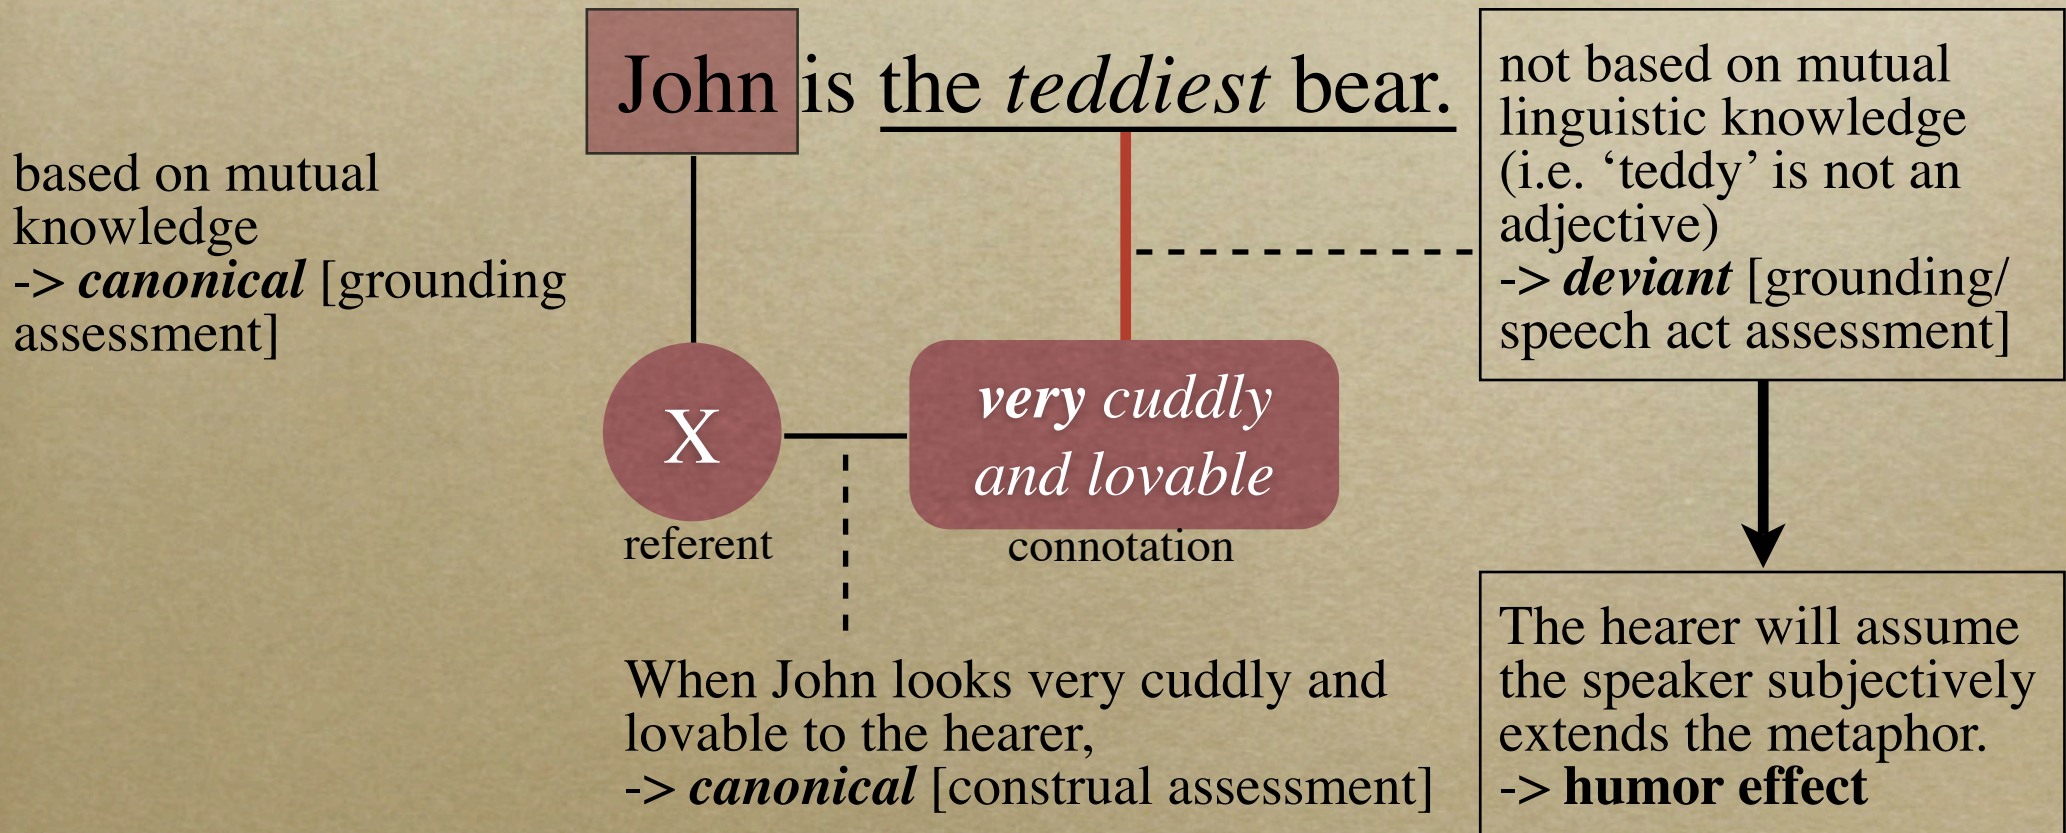 John is the teddiest bear.
based on mutual
knowledge
-> canonical [grounding
assessment]
not based on mutual
linguistic knowledge
(i.e. ‘teddy’ is not an
adjective)
-> deviant [grounding/
speech act assessment]
X
referent
very cuddly
and lovable
connotation
When John looks very cuddly and
lovable to the hearer,
-> canonical [construal assessment]
The hearer will assume
the speaker subjectively
extends the metaphor.
-> humor effect